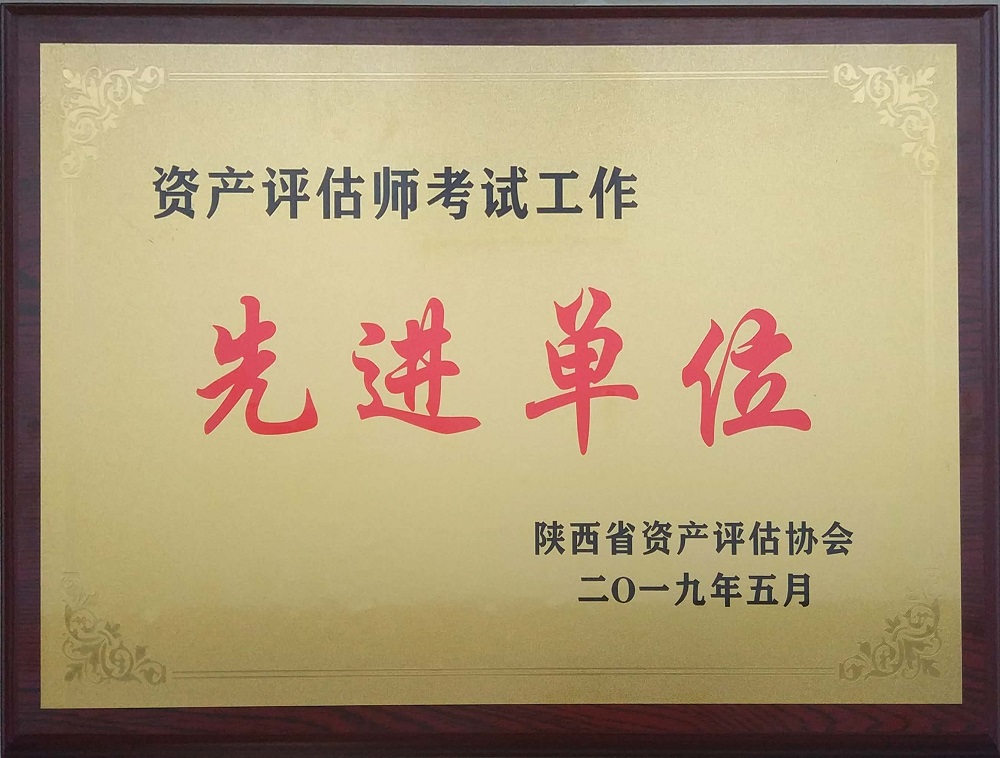 资产评估师考试工作
先进单位
陕西省资产评估协会
二〇一九年五月